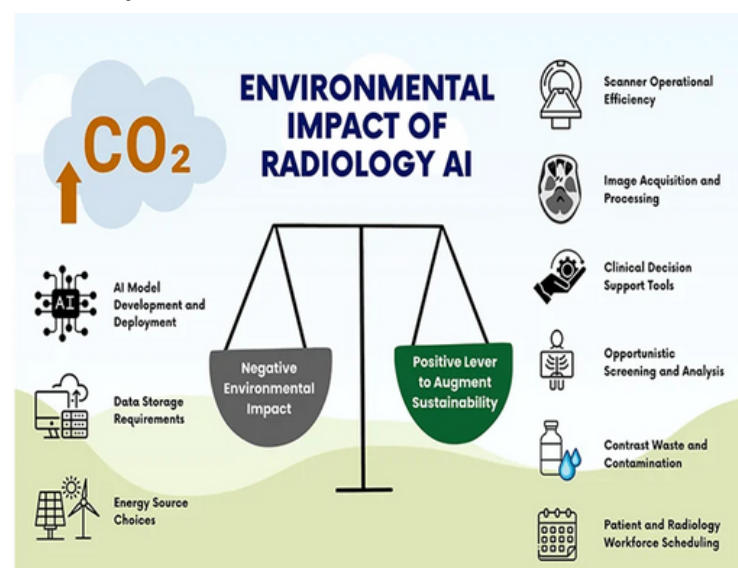 ENVIRONMENTAL
IMPACT OF
RADIOLOGY AI
CO₂
AI
AI Model
Development and
Deployment
Data Storage
Requirements
Energy Source
Choices
Negative
Environmental
Impact
Positive Lever
to Augment
Sustainability
Scanner Operational
Efficiency
Image Acquisition and
Processing
Clinical Decision
Support Tools
Opportunistic
Screening and Analysis
Contrast Waste and
Contamination
Patient and Radiology
Workforce Scheduling